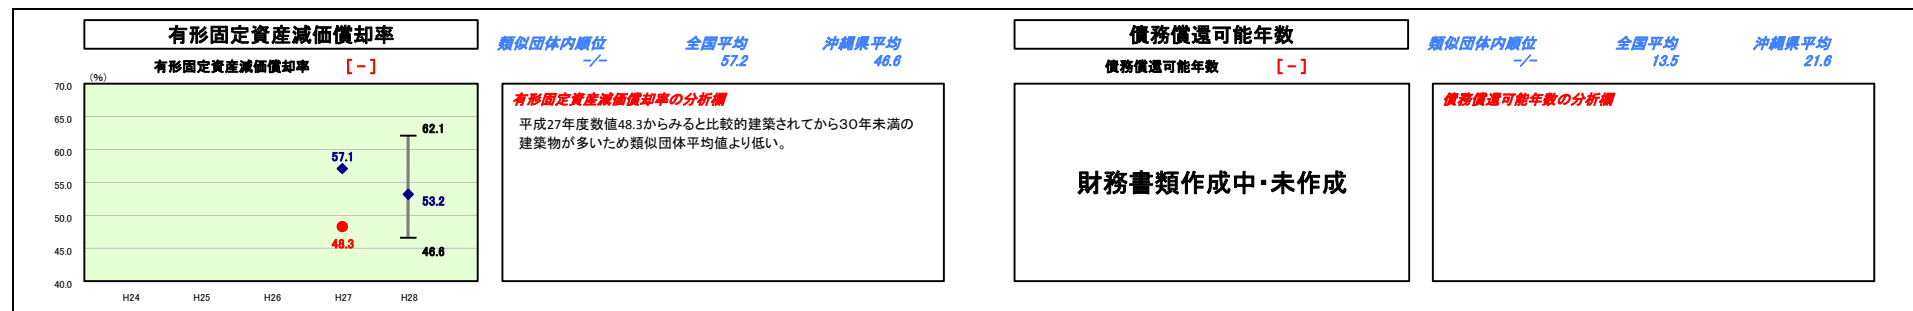 有形固定資産減価償却率
有形固定資産減価償却率 [ - ]
類似団体内順位 全国平均 沖縄県平均
-/- 57.2 46.6
(%)
70.0
65.0
60.0
55.0
50.0
45.0
40.0
62.1
57.1
53.2
48.3
46.6
H24 H25 H26 H27 H28
有形固定資産減価償却率の分析欄
平成27年度数値48.3からみると比較的建築されてから30年未満の
建築物が多いため類似団体平均値より低い。
債務償還可能年数
債務償還可能年数 [ - ]
類似団体内順位 全国平均 沖縄県平均
-/- 13.5 21.6
財務書類作成中・未作成
債務償還可能年数の分析欄